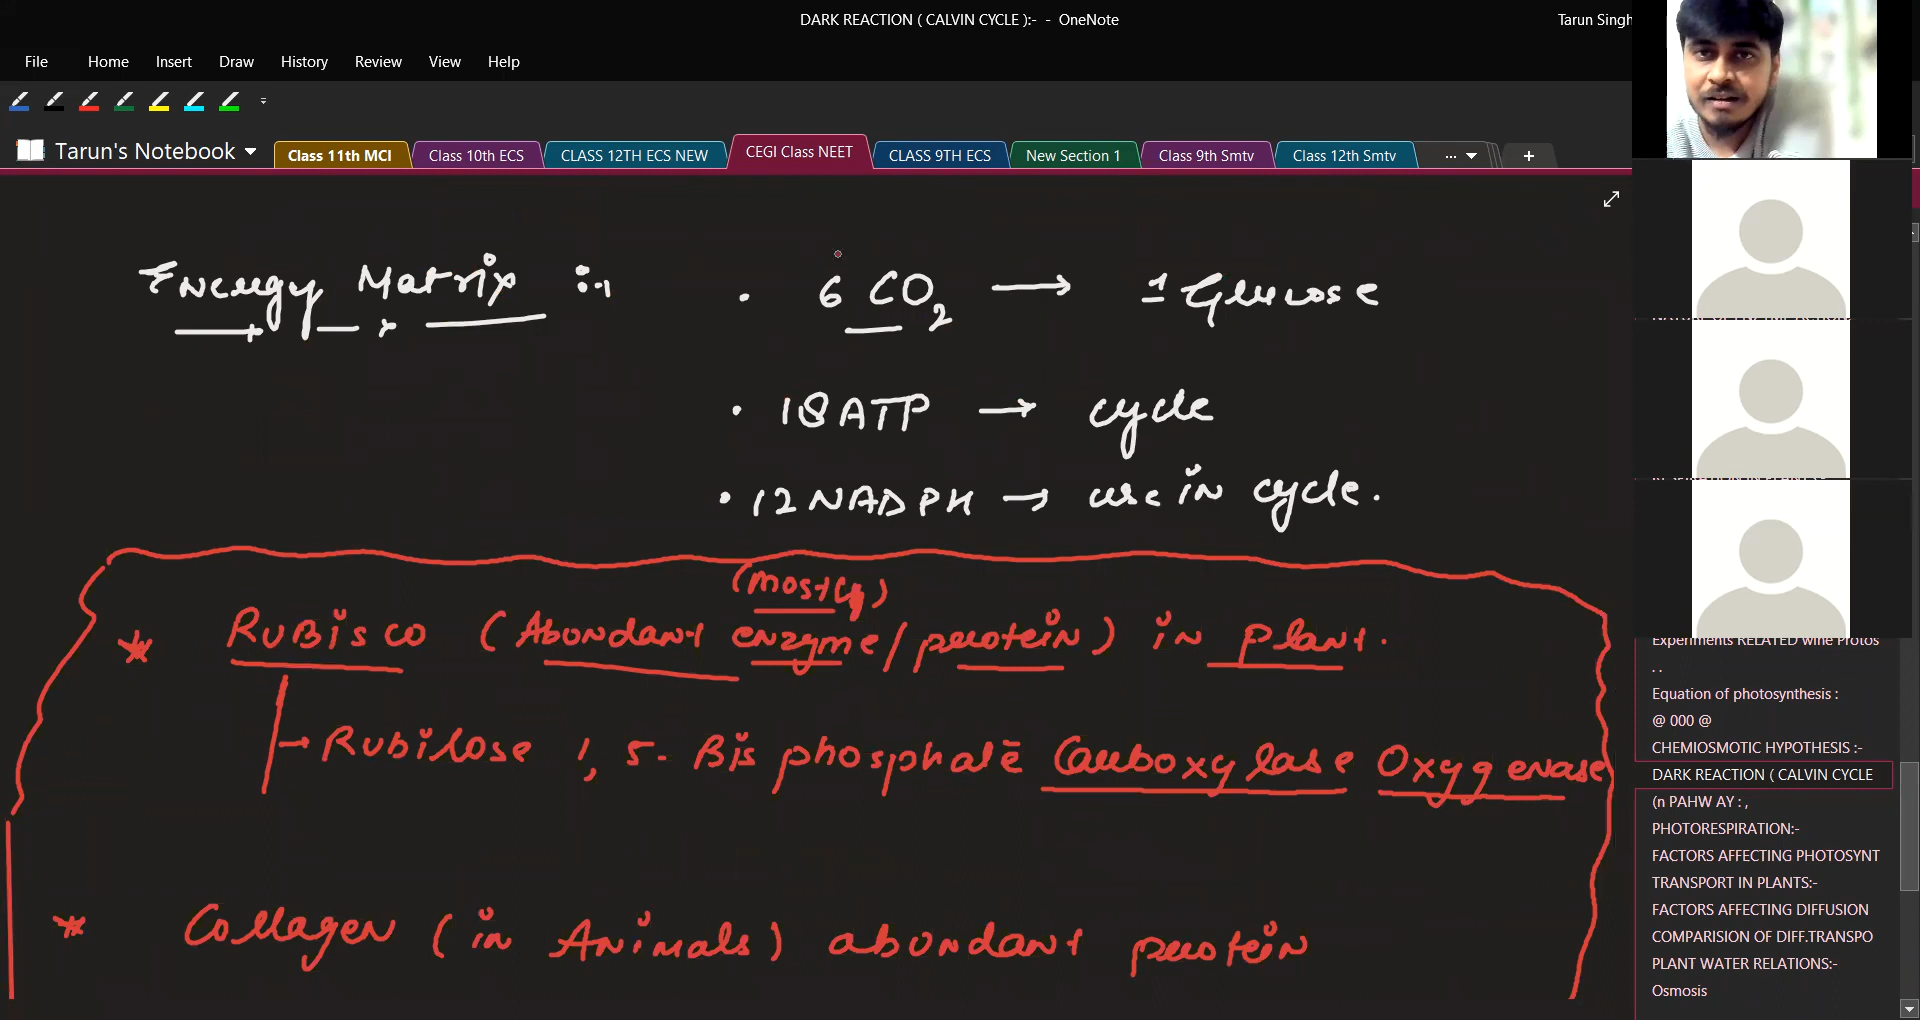 DARK REACTION ( CALVIN CYCLE ):-  -  OneNote
Tarun Singh
File Home Insert Draw History Review View Help
Tarun's Notebook
Class 11th MCI Class 10th ECS CLASS 12TH ECS NEW CEGI Class NEET CLASS 9TH ECS New Section 1 Class 9th Smtv Class 12th Smtv ... +
Energy Matrix :-
• 6 CO2 → 1 Glucose
• 18 ATP → cycle
• 12 NADPH → use in cycle.
(mostly)
* RuBisCO (Abundant enzyme/protein) in plant.
→ Rubilose 1, 5- Bis phosphate Carboxylase Oxygenase
* Collagen (in Animals) abundant protein
Experiments RELATED wine Protos
. .
Equation of photosynthesis :
@ 000 @
CHEMIOSMOTIC HYPOTHESIS :-
DARK REACTION ( CALVIN CYCLE
(n PAHW AY : ,
PHOTORESPIRATION:-
FACTORS AFFECTING PHOTOSYNT
TRANSPORT IN PLANTS:-
FACTORS AFFECTING DIFFUSION
COMPARISION OF DIFF.TRANSPO
PLANT WATER RELATIONS:-
Osmosis